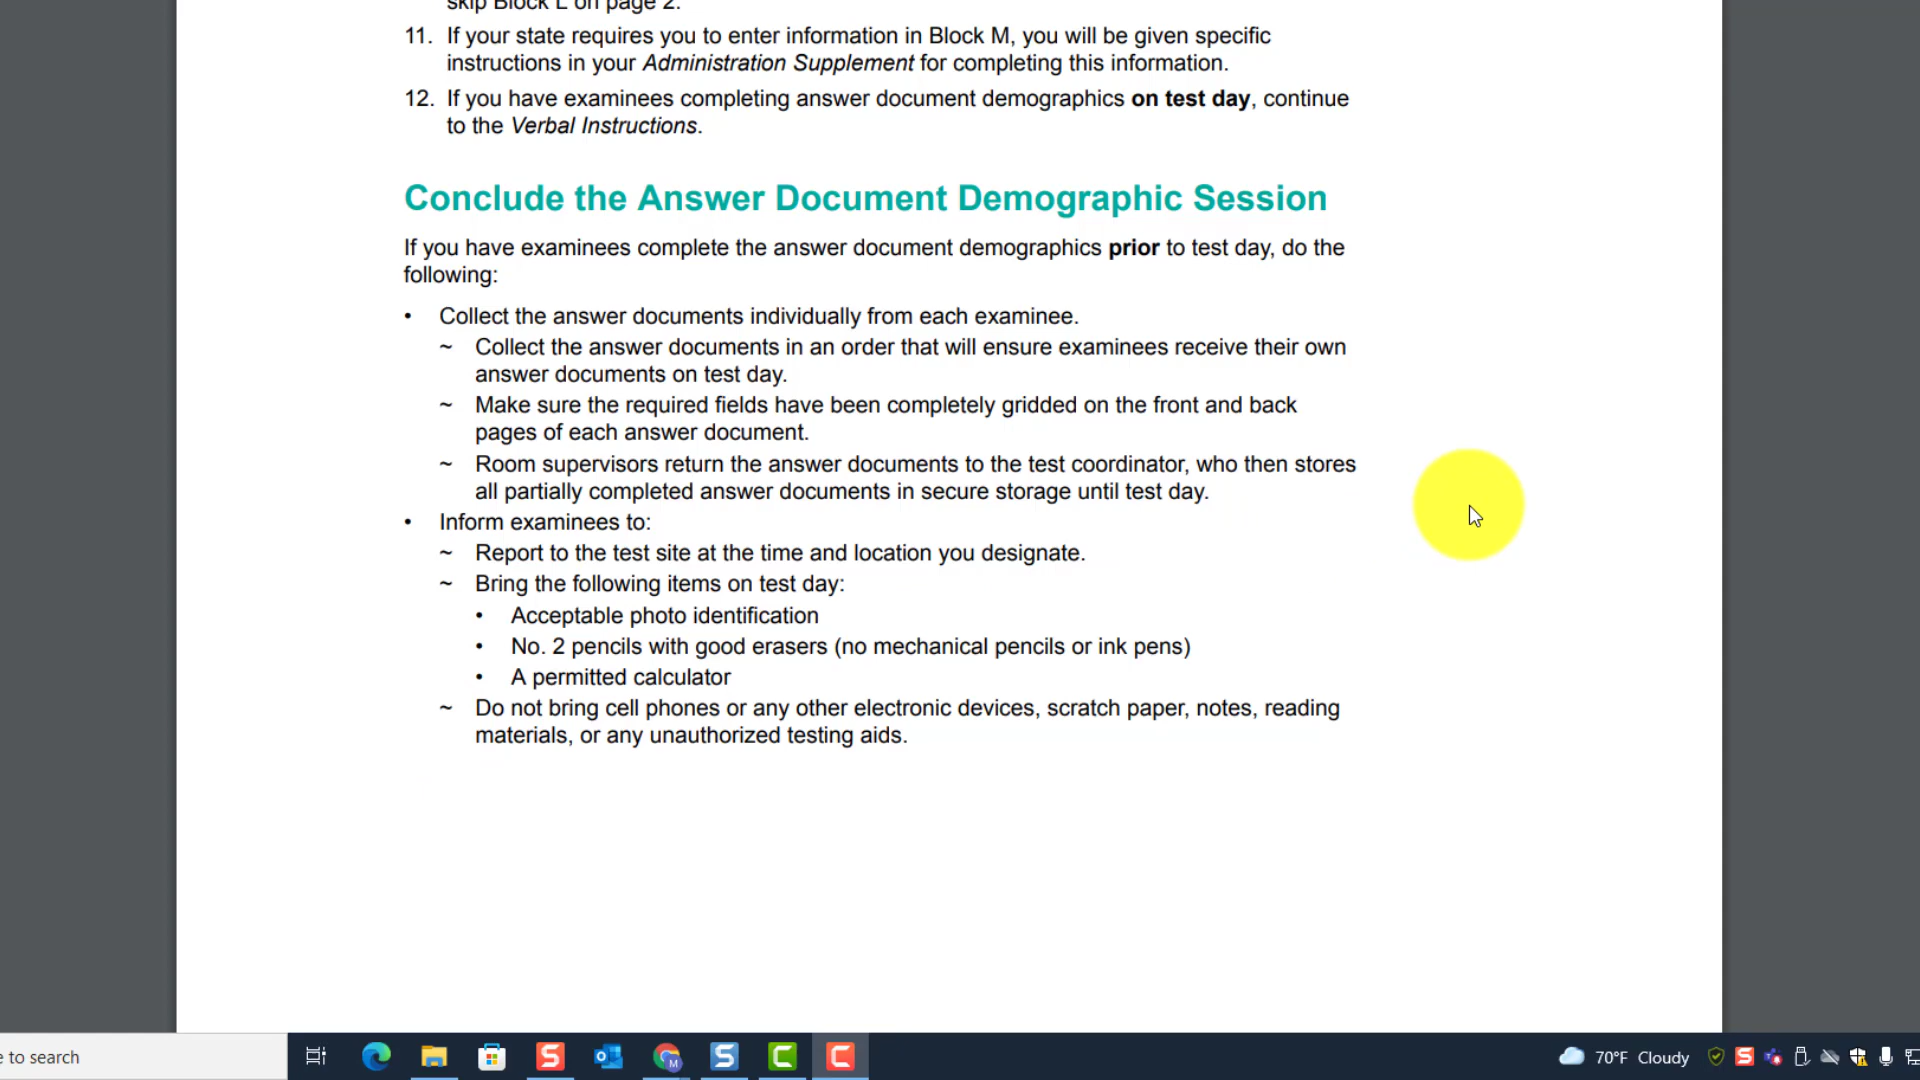 skip Block L on page 2.
11. If your state requires you to enter information in Block M, you will be given specific
instructions in your Administration Supplement for completing this information.
12. If you have examinees completing answer document demographics on test day, continue
to the Verbal Instructions.
Conclude the Answer Document Demographic Session
If you have examinees complete the answer document demographics prior to test day, do the
following:
• Collect the answer documents individually from each examinee.
~ Collect the answer documents in an order that will ensure examinees receive their own
answer documents on test day.
~ Make sure the required fields have been completely gridded on the front and back
pages of each answer document.
~ Room supervisors return the answer documents to the test coordinator, who then stores
all partially completed answer documents in secure storage until test day.
• Inform examinees to:
~ Report to the test site at the time and location you designate.
~ Bring the following items on test day:
• Acceptable photo identification
• No. 2 pencils with good erasers (no mechanical pencils or ink pens)
• A permitted calculator
~ Do not bring cell phones or any other electronic devices, scratch paper, notes, reading
materials, or any unauthorized testing aids.
e to search
70°F Cloudy